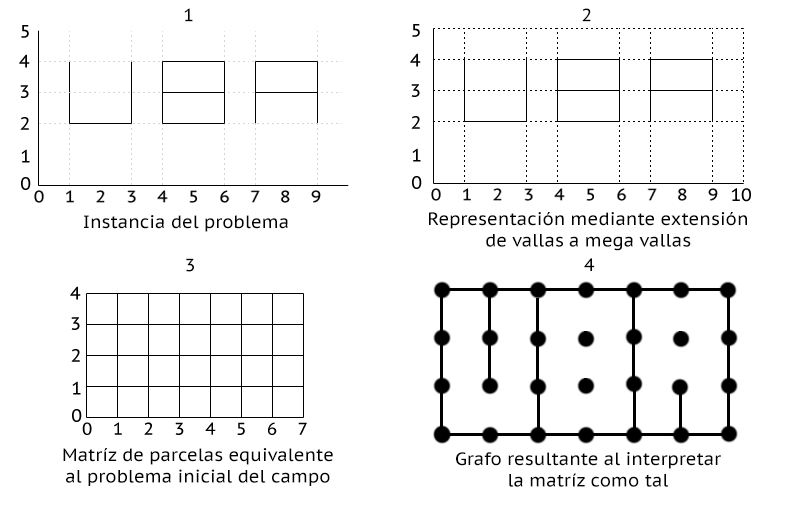 1
5
4
3
2
1
0
0 1 2 3 4 5 6 7 8 9
Instancia del problema
2
5
4
3
2
1
0
0 1 2 3 4 5 6 7 8 9 10
Representación mediante extensión
de vallas a mega vallas
3
4
3
2
1
0
0 1 2 3 4 5 6 7
Matríz de parcelas equivalente
al problema inicial del campo
4
Grafo resultante al interpretar
la matríz como tal